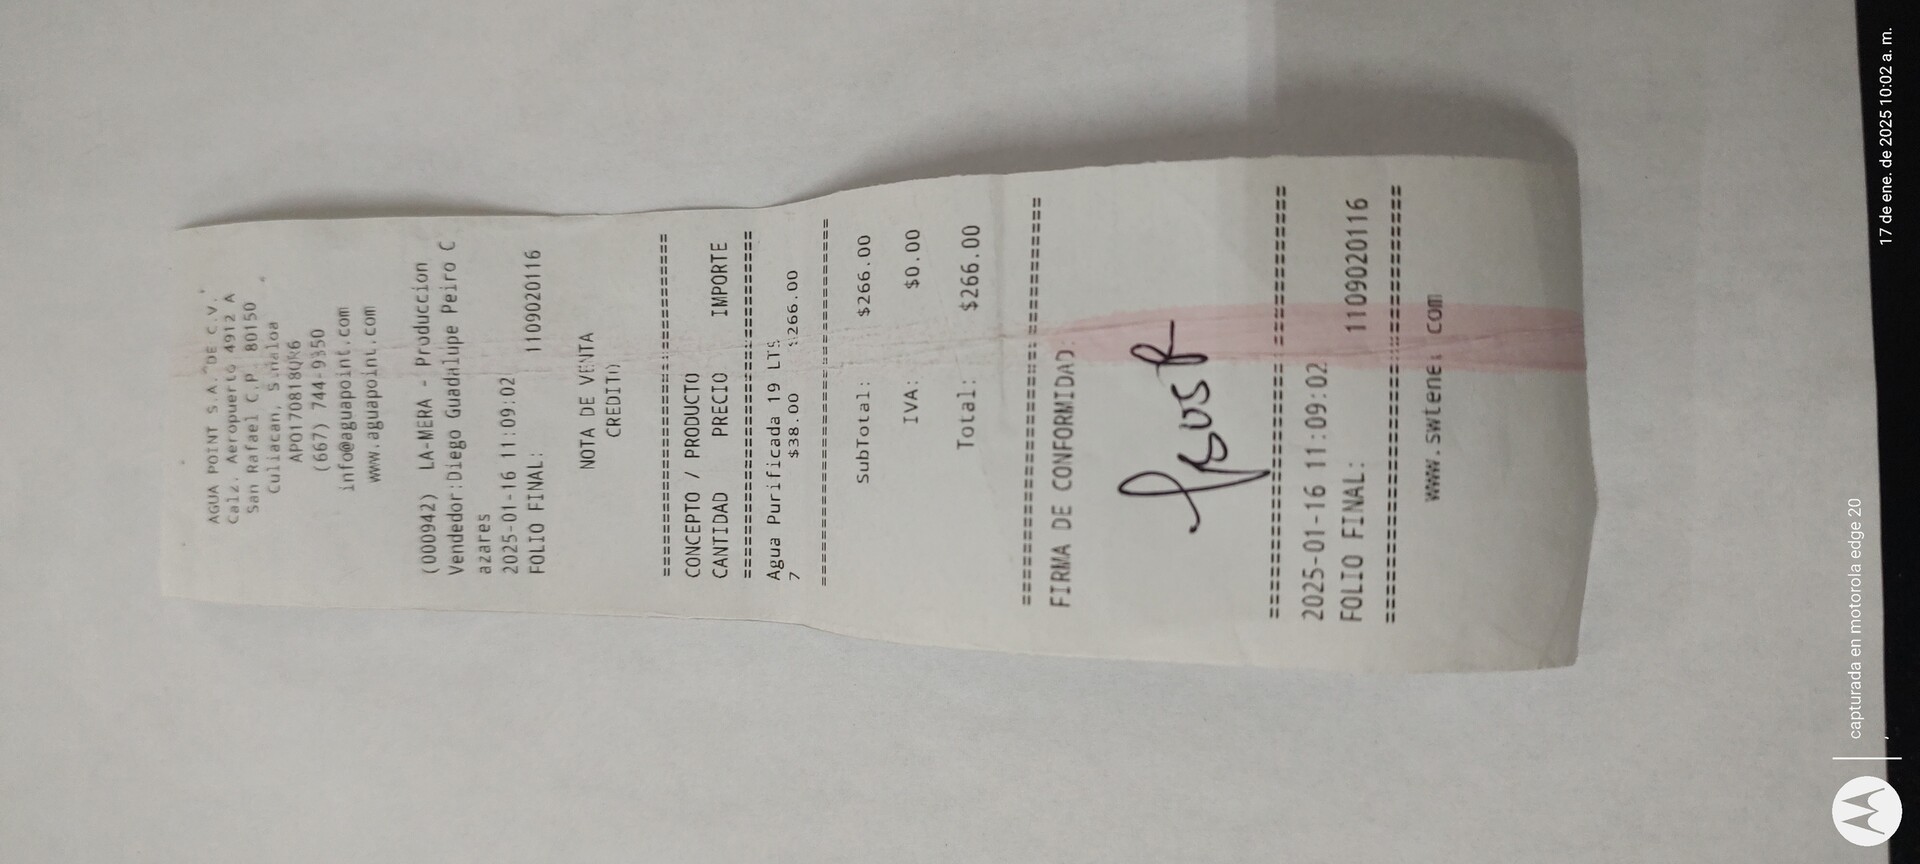 AGUA POINT S.A. DE C.V.
Calz. Aeropuerto 4912 A
San Rafael C.P. 80150
Culiacan, Sinaloa
APO170818QR6
(667) 744-9350
info@aguapoint.com
www.aguapoint.com
(000942) LA-MERA - Produccion
Vendedor:Diego Guadalupe Peiro C
azares
2025-01-16 11:09:02
FOLIO FINAL: 1109020116
NOTA DE VENTA
CREDITO
================================
CONCEPTO / PRODUCTO
CANTIDAD PRECIO IMPORTE
================================
Agua Purificada 19 LTS
7 $38.00 $266.00
================================
SubTotal: $266.00
IVA: $0.00
Total: $266.00
================================
FIRMA DE CONFORMIDAD:
================================
2025-01-16 11:09:02
FOLIO FINAL: 1109020116
================================
www.swtene. com
capturada en motorola edge 20
17 de ene. de 2025 10:02 a. m.